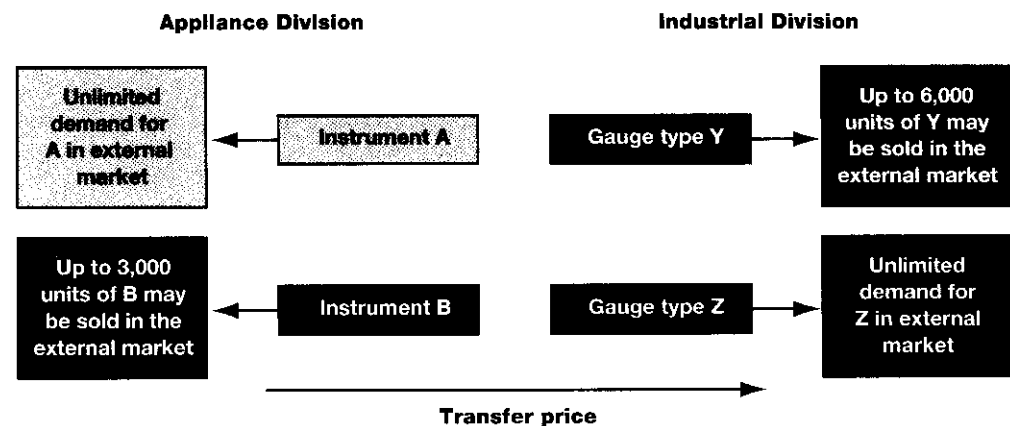 Appliance Division
Industrial Division
Unlimited
demand for
A in external
market
Instrument A
Gauge type Y
Up to 6,000
units of Y may
be sold in the
external market
Up to 3,000
units of B may
be sold in the
external market
Instrument B
Gauge type Z
Unlimited
demand for
Z in external
market
Transfer price